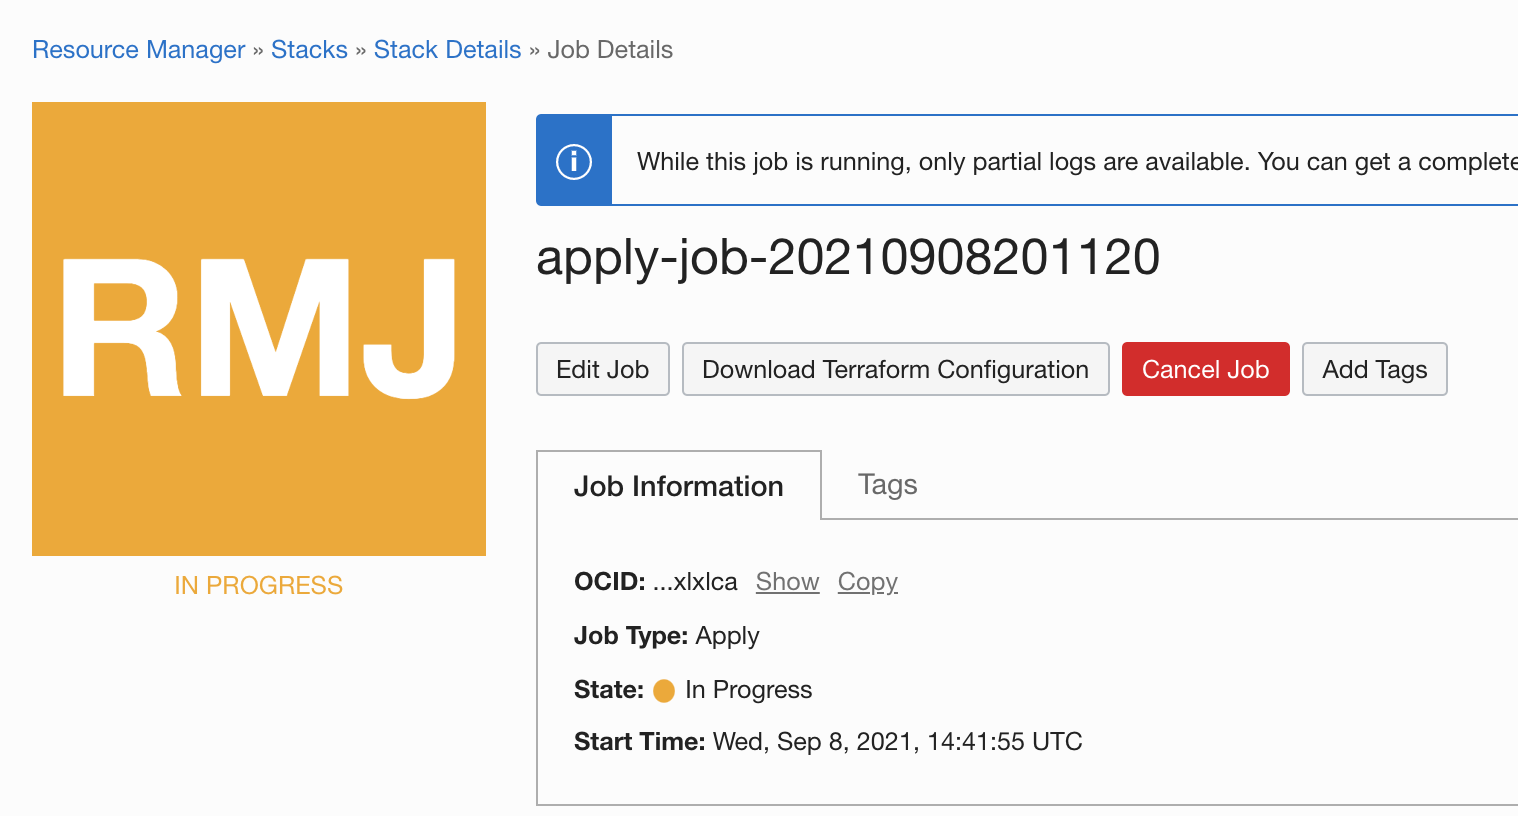 Resource Manager » Stacks » Stack Details » Job Details
RMJ
IN PROGRESS
While this job is running, only partial logs are available. You can get a complete
apply-job-20210908201120
Edit Job
Download Terraform Configuration
Cancel Job
Add Tags
Job Information
Tags
OCID: ...xlxlca Show Copy
Job Type: Apply
State: In Progress
Start Time: Wed, Sep 8, 2021, 14:41:55 UTC